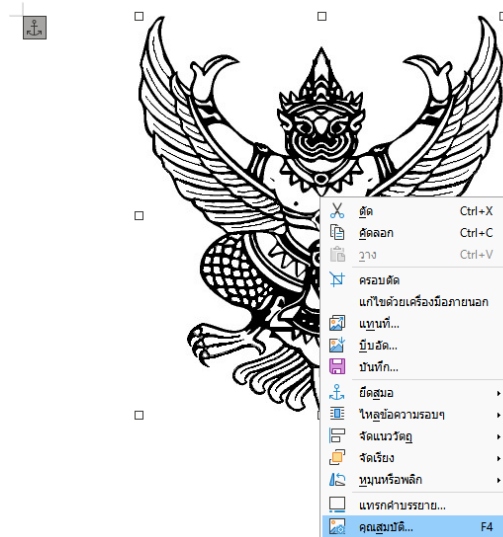 ตัด Ctrl+X
คัดลอก Ctrl+C
วาง Ctrl+V
ครอบตัด
แก้ไขด้วยเครื่องมือภายนอก
แทนที่...
บีบอัด...
บันทึก...
ยึดสมอ
ไหลข้อความรอบๆ
จัดแนววัตถุ
จัดเรียง
หมุนหรือพลิก
แทรกคำบรรยาย...
คุณสมบัติ... F4